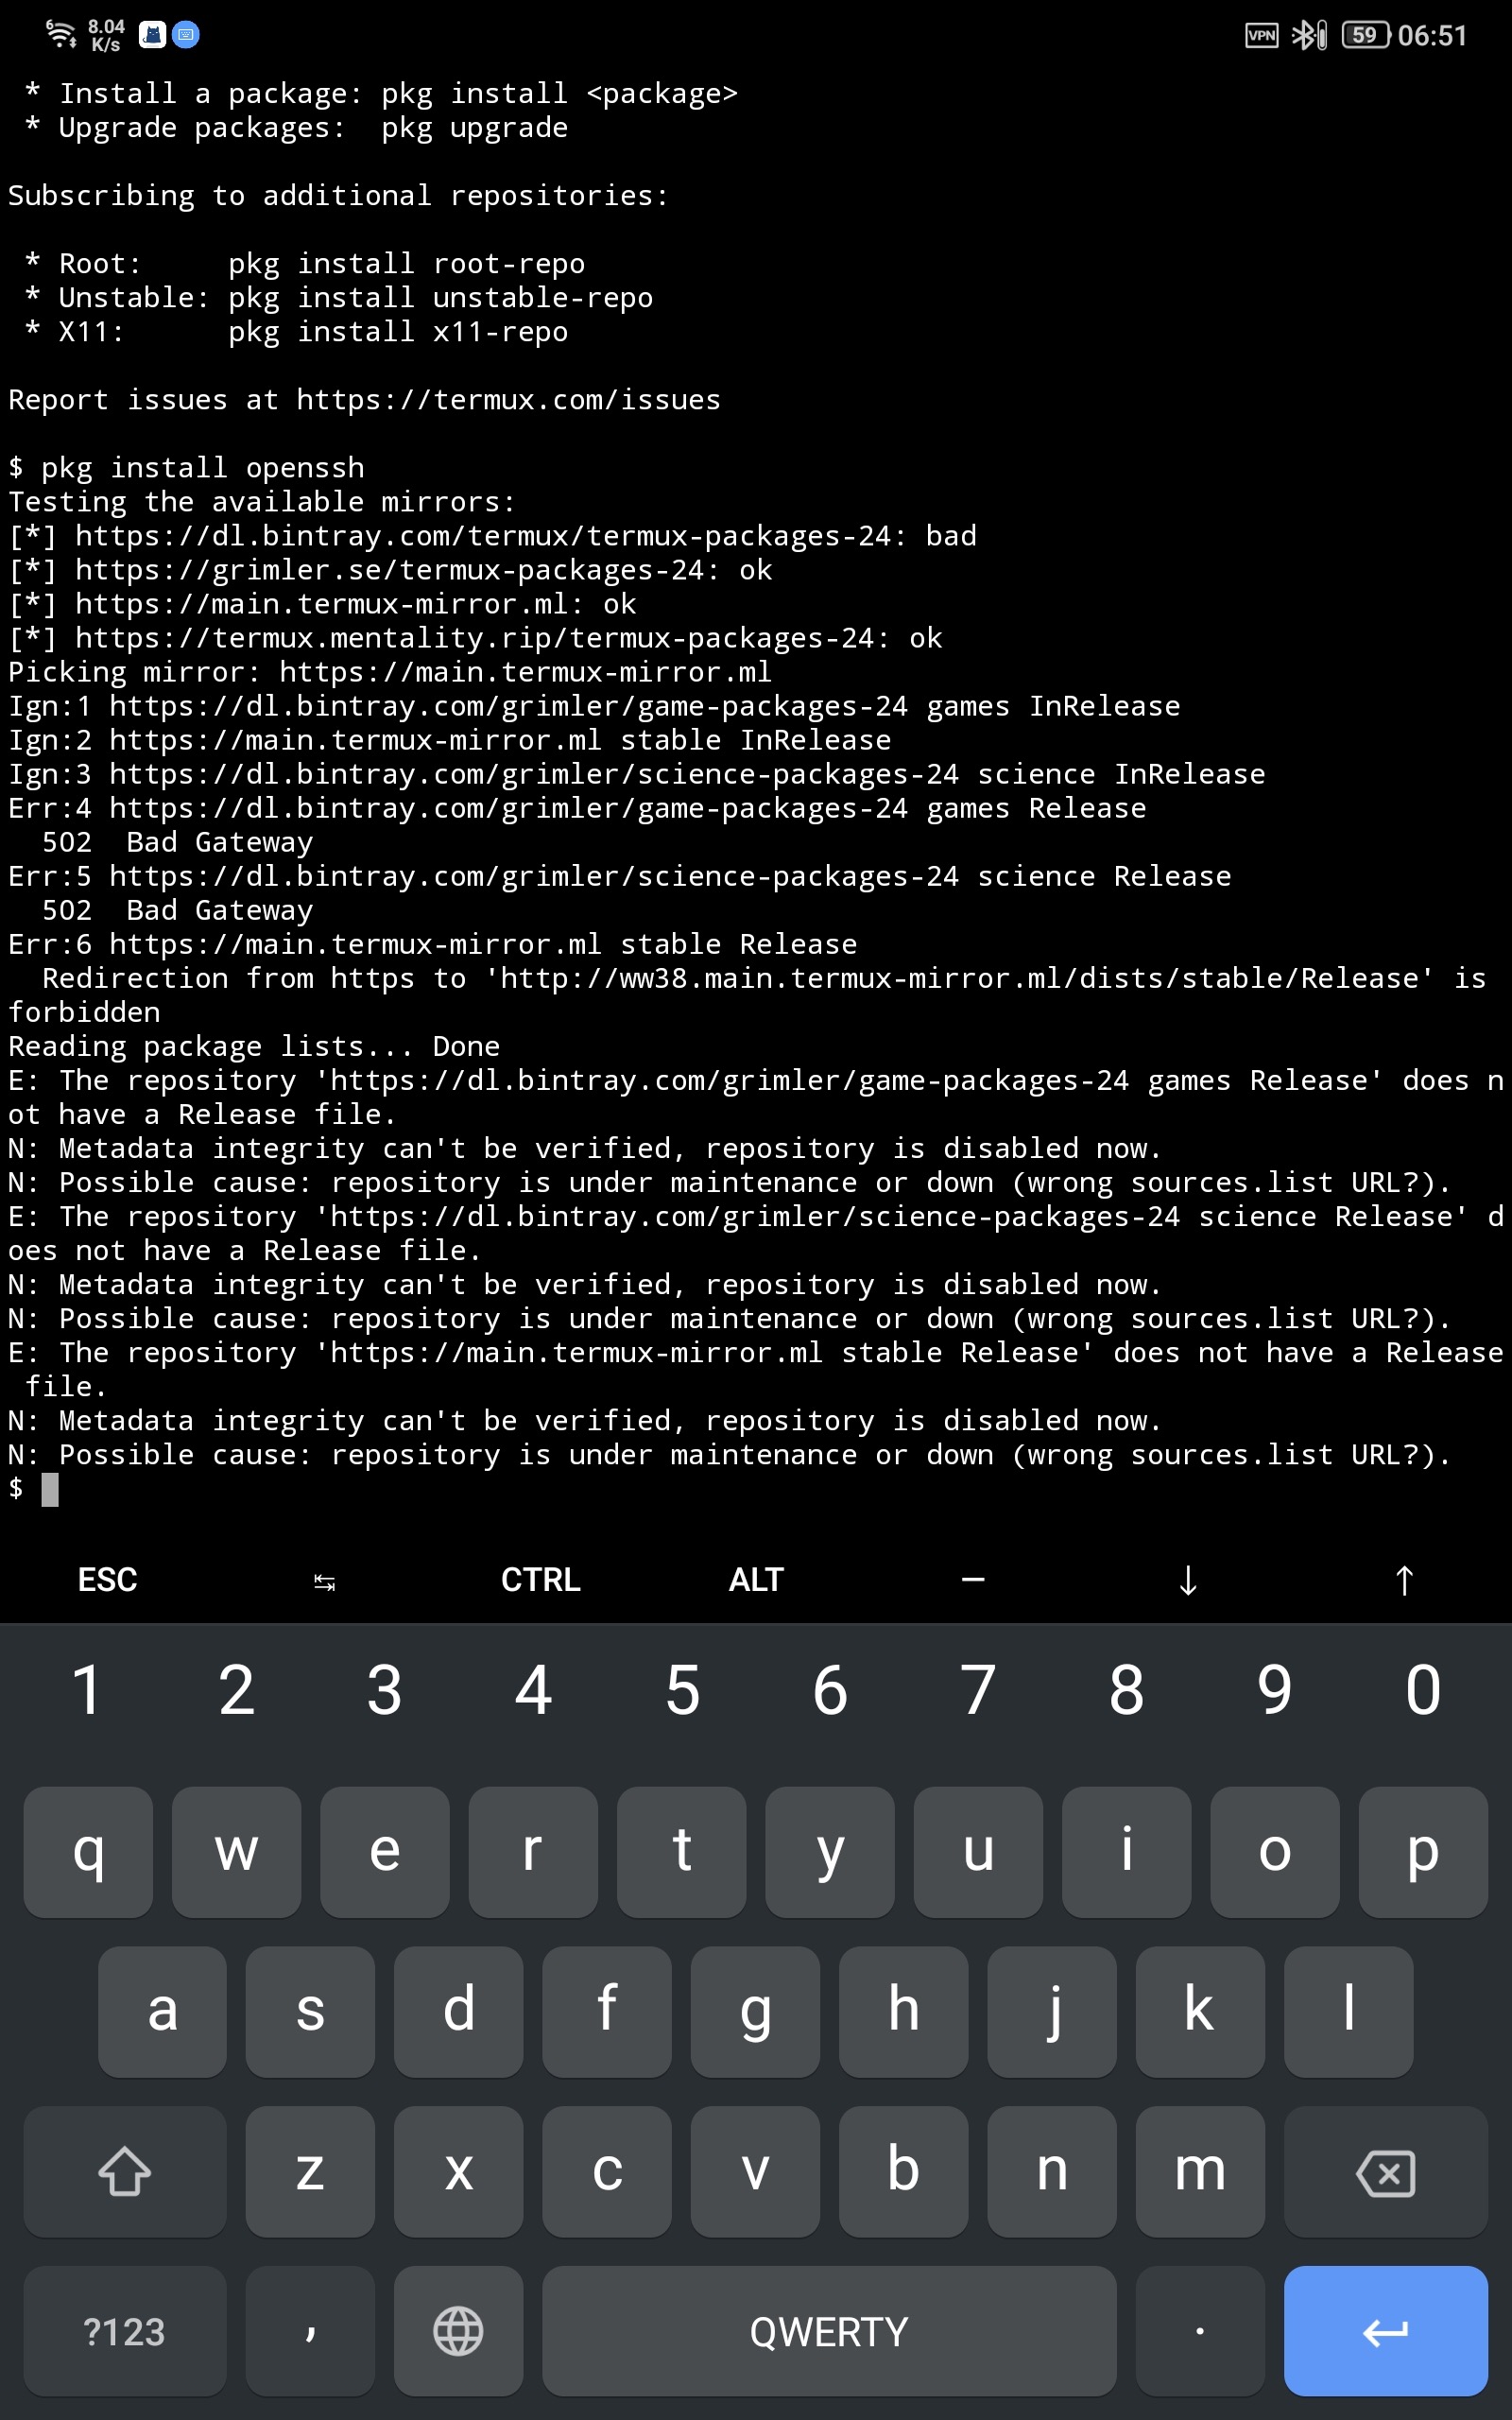 6 8.04 K/s VPN 59 06:51
* Install a package: pkg install <package>
* Upgrade packages:  pkg upgrade
Subscribing to additional repositories:
* Root:     pkg install root-repo
* Unstable: pkg install unstable-repo
* X11:      pkg install x11-repo
Report issues at https://termux.com/issues
$ pkg install openssh
Testing the available mirrors:
[*] https://dl.bintray.com/termux/termux-packages-24: bad
[*] https://grimler.se/termux-packages-24: ok
[*] https://main.termux-mirror.ml: ok
[*] https://termux.mentality.rip/termux-packages-24: ok
Picking mirror: https://main.termux-mirror.ml
Ign:1 https://dl.bintray.com/grimler/game-packages-24 games InRelease
Ign:2 https://main.termux-mirror.ml stable InRelease
Ign:3 https://dl.bintray.com/grimler/science-packages-24 science InRelease
Err:4 https://dl.bintray.com/grimler/game-packages-24 games Release
  502  Bad Gateway
Err:5 https://dl.bintray.com/grimler/science-packages-24 science Release
  502  Bad Gateway
Err:6 https://main.termux-mirror.ml stable Release
  Redirection from https to 'http://ww38.main.termux-mirror.ml/dists/stable/Release' is
forbidden
Reading package lists... Done
E: The repository 'https://dl.bintray.com/grimler/game-packages-24 games Release' does n
ot have a Release file.
N: Metadata integrity can't be verified, repository is disabled now.
N: Possible cause: repository is under maintenance or down (wrong sources.list URL?).
E: The repository 'https://dl.bintray.com/grimler/science-packages-24 science Release' d
oes not have a Release file.
N: Metadata integrity can't be verified, repository is disabled now.
N: Possible cause: repository is under maintenance or down (wrong sources.list URL?).
E: The repository 'https://main.termux-mirror.ml stable Release' does not have a Release
 file.
N: Metadata integrity can't be verified, repository is disabled now.
N: Possible cause: repository is under maintenance or down (wrong sources.list URL?).
$
ESC ↹ CTRL ALT — ↓ ↑
1 2 3 4 5 6 7 8 9 0
q w e r t y u i o p
a s d f g h j k l
z x c v b n m
?123 , QWERTY .